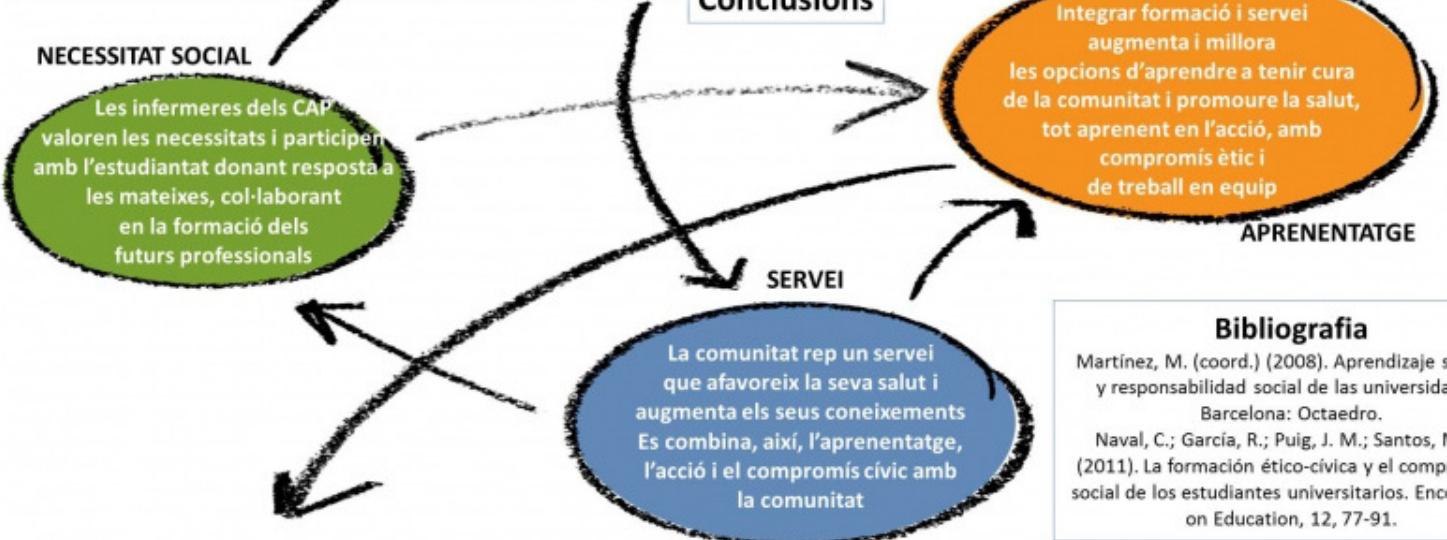 Conclusions
NECESSITAT SOCIAL
Les infermeres dels CAP
valoren les necessitats i participen
amb l'estudiantat donant resposta a
les mateixes, col·laborant
en la formació dels
futurs professionals
Integrar formació i servei
augmenta i millora
les opcions d'aprendre a tenir cura
de la comunitat i promoure la salut,
tot aprenent en l'acció, amb
compromís ètic i
de treball en equip
APRENENTATGE
SERVEI
La comunitat rep un servei
que afavoreix la seva salut i
augmenta els seus coneixements
Es combina, així, l'aprenentatge,
l'acció i el compromís cívic amb
la comunitat
Bibliografia
Martínez, M. (coord.) (2008). Aprendizaje
y responsabilidad social de las
Barcelona: Octaedro.
Naval, C.; García, R.; Puig, J. M.; Santos,
(2011). La formación ético-cívica y el
social de los estudiantes universitarios.
on Education, 12, 77-91.